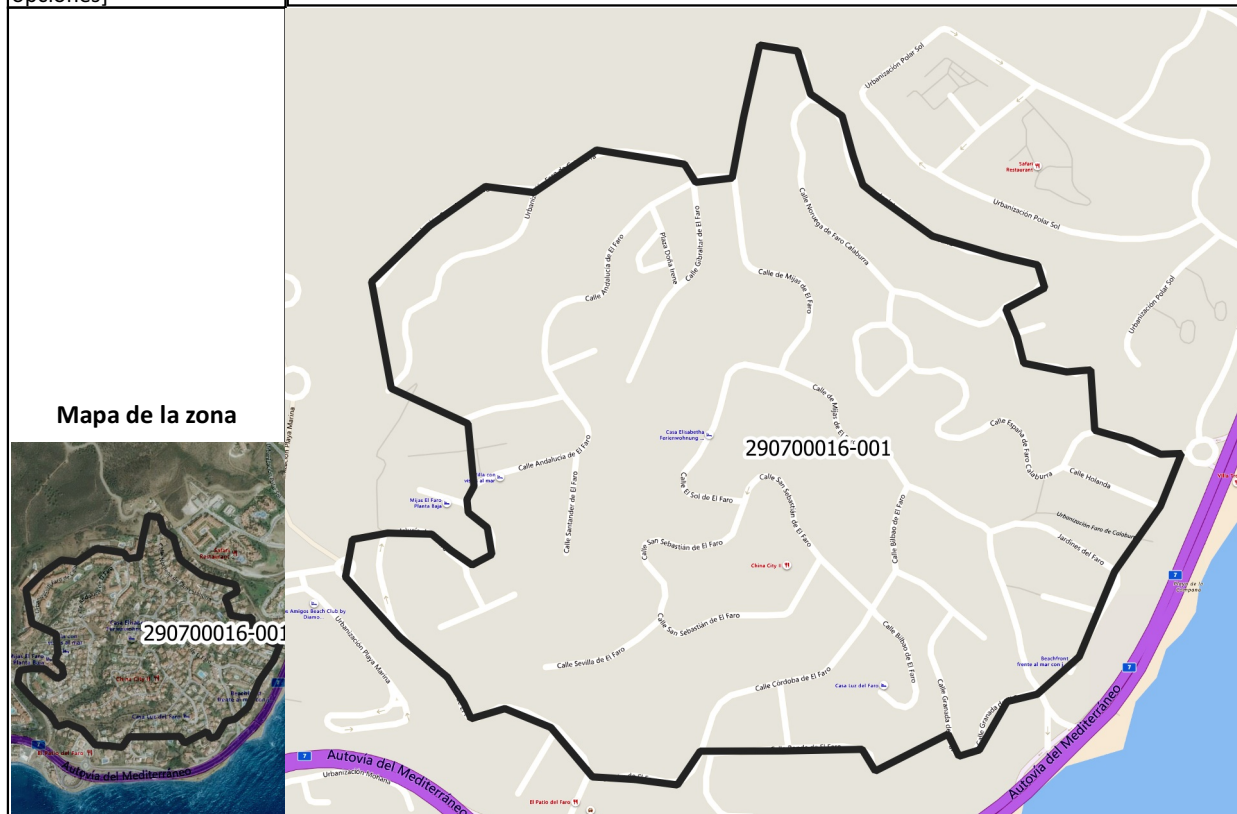 opciones]
Mapa de la zona
290700016-001
Urbanización Polar Sol
Safari
Restaurant
Urbanización Polar Sol
Urbanización Polar Sol
Calle Noruega de Faro Calaburra
Calle Gibraltar de El Faro
Plaza Doña Irene
Calle Andalucía de El Faro
Calle de Mijas de El Faro
Calle de Mijas de El Faro
Casa Elisabetha
Ferienwohnung ...
290700016-001
Calle España de Faro
Calaburra
Calle Holanda
Urbanización Faro de Calaburra
Jardines del Faro
Calle Andalucía de El Faro
Mijas El Faro
Planta Baja
Calle Santander de El Faro
Calle El Sol de El Faro
Calle San Sebastián de El Faro
Calle San Sebastián de El Faro
Calle San Sebastián de El Faro
Calle Bilbao de El Faro
Calle Bilbao de El Faro
China City II
Amigos Beach Club by
Diamo...
Urbanización Playa Marina
Calle Sevilla de El Faro
Calle Córdoba de El Faro
Casa Luz del Faro
Beachfront
frente al mar con j
Calle Granada de
7
7
7
Autovía del Mediterráneo
Autovía del Mediterráneo
El Patio del Faro
Autovía del Mediterráneo